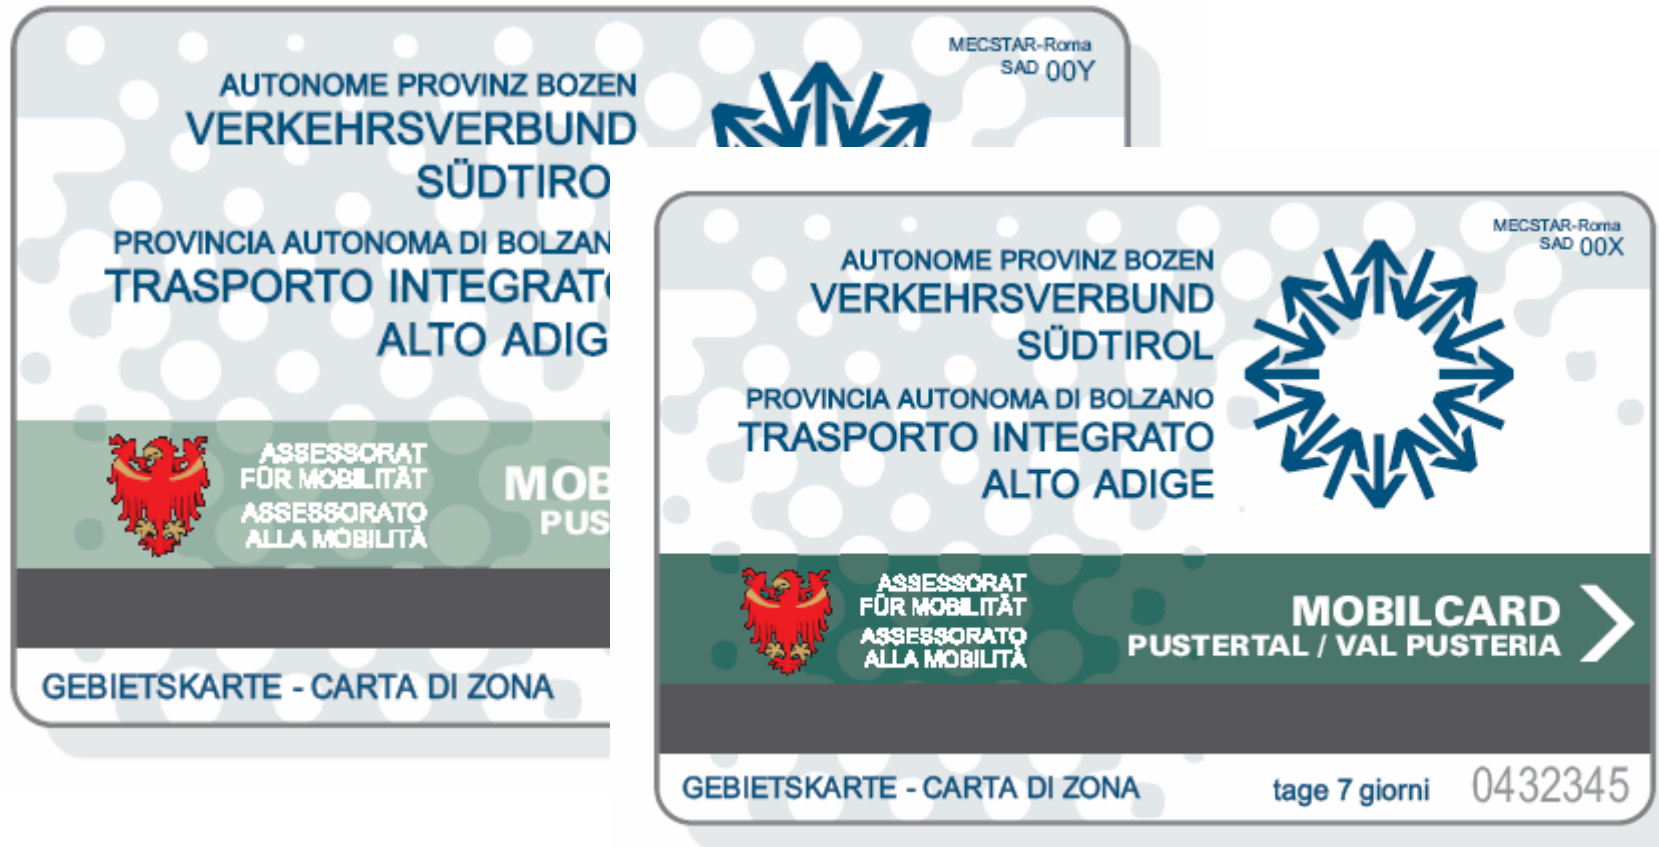 MECSTAR-Roma
SAD 00Y
AUTONOME PROVINZ BOZEN
VERKEHRSVERBUND
SÜDTIRO
PROVINCIA AUTONOMA DI BOLZAN
TRASPORTO INTEGRATO
ALTO ADIG
ASSESSORAT
FÜR MOBILITÄT
ASSESSORATO
ALLA MOBILITÀ
MOB
PUS
GEBIETSKARTE - CARTA DI ZONA
MECSTAR-Roma
SAD 00X
AUTONOME PROVINZ BOZEN
VERKEHRSVERBUND
SÜDTIROL
PROVINCIA AUTONOMA DI BOLZANO
TRASPORTO INTEGRATO
ALTO ADIGE
ASSESSORAT
FÜR MOBILITÄT
ASSESSORATO
ALLA MOBILITÀ
MOBILCARD
PUSTERTAL / VAL PUSTERIA
GEBIETSKARTE - CARTA DI ZONA
tage 7 giorni
0432345